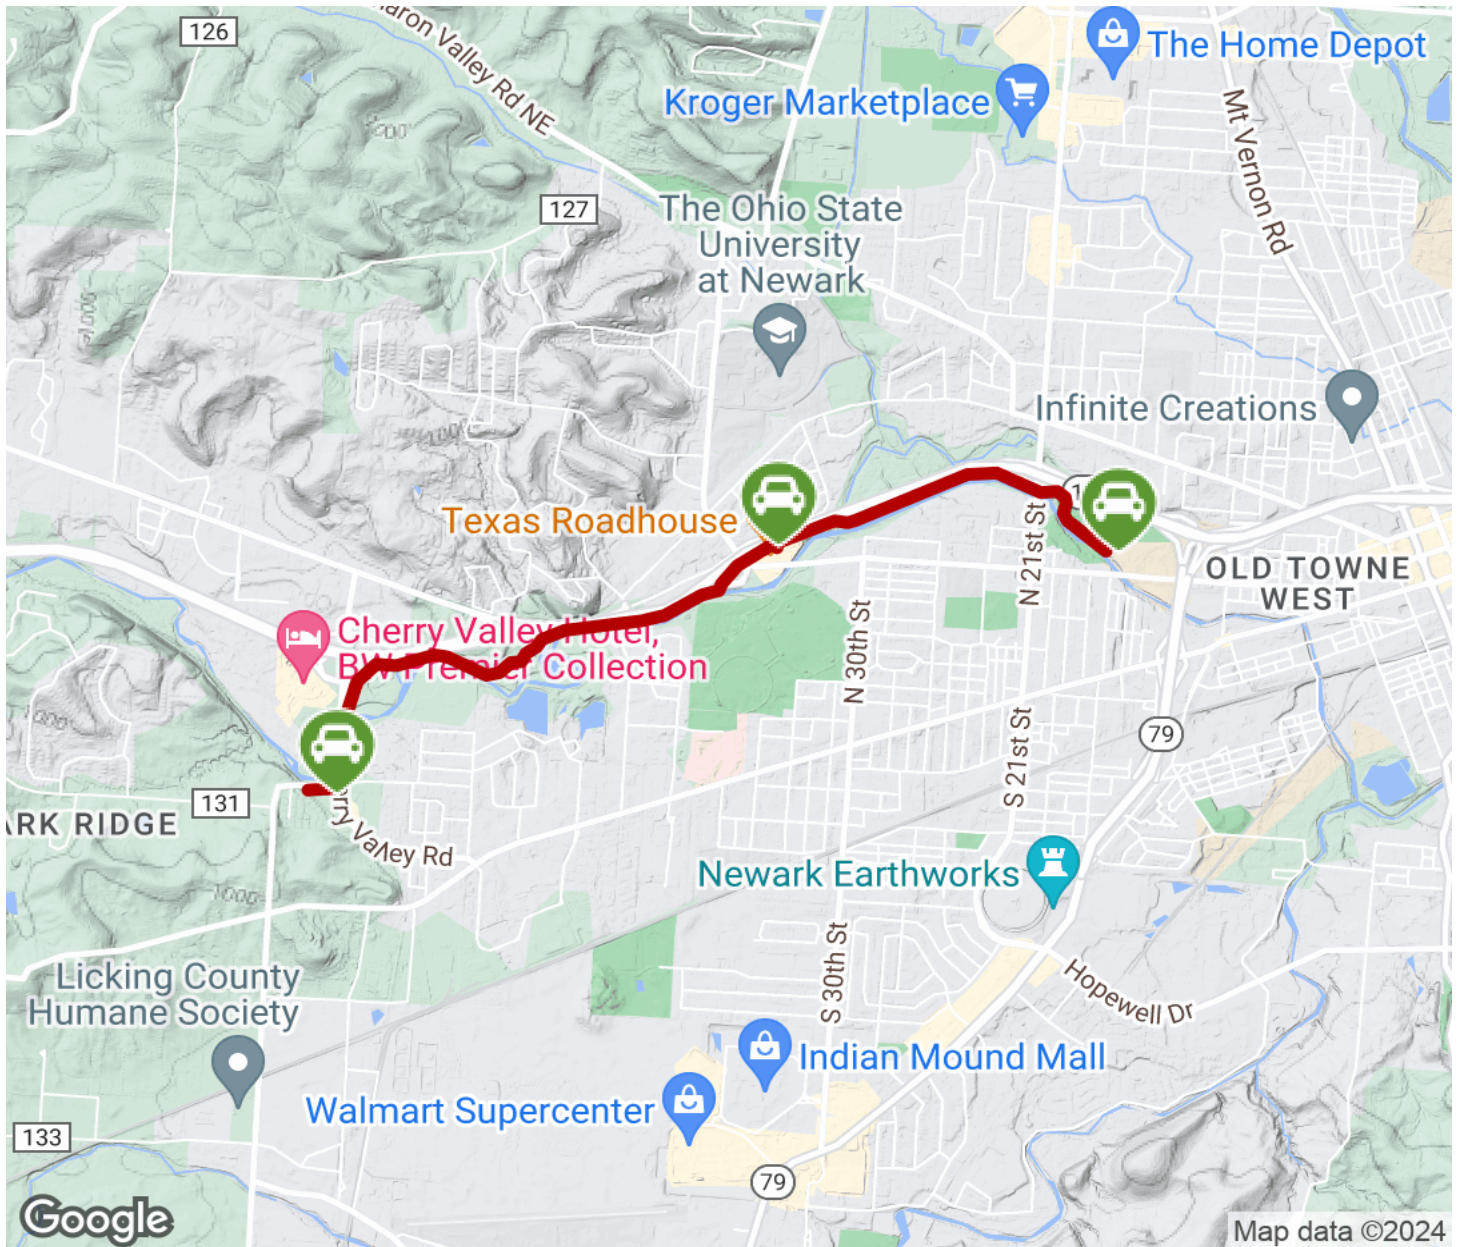 126
aron Valley Rd NE
The Home Depot
Kroger Marketplace
Mt Vernon Rd
127
The Ohio State
University
at Newark
Infinite Creations
Texas Roadhouse
N 21st St
OLD TOWNE
WEST
Cherry Valley Hotel,
BW Premier Collection
N 30th St
S 21st St
79
131
ARK RIDGE
erry Valley Rd
Newark Earthworks
1000
Licking County
Humane Society
S 30th St
Hopewell Dr
Indian Mound Mall
Walmart Supercenter
133
79
Google
Map data ©2024